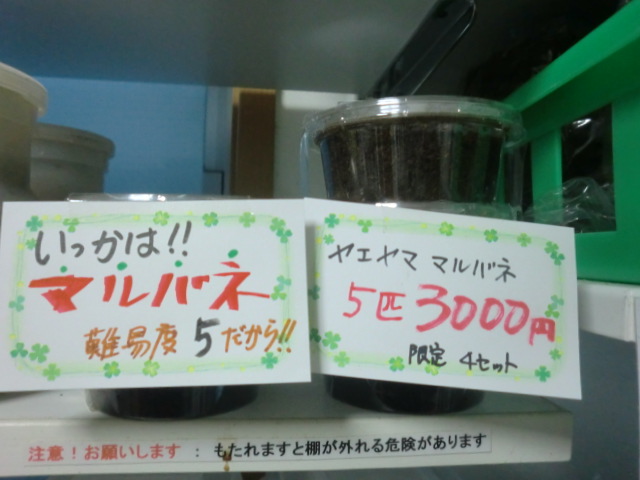 いっかは!!
マルバネ
難易度 5だから!!
ヤエヤマ マルバネ
5匹 3000円
限定 4セット
注意!お願いします : もたれますと棚が外れる危険があります